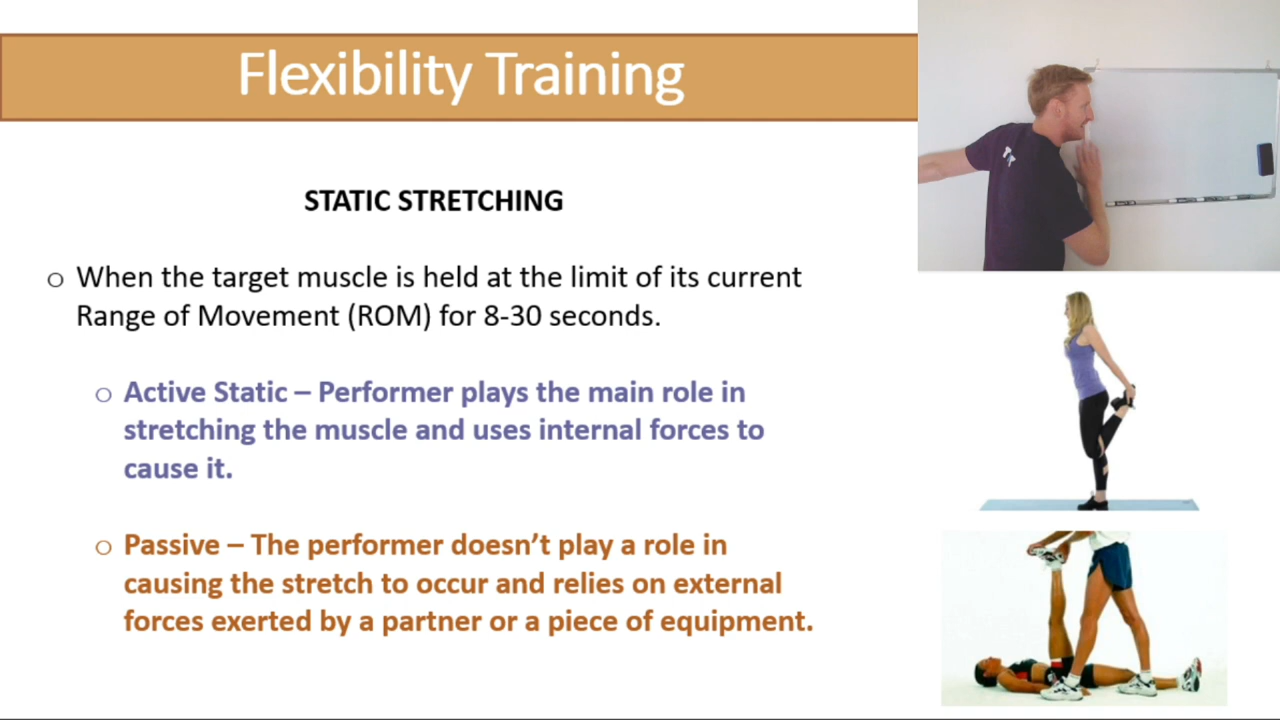 Flexibility Training
STATIC STRETCHING
o When the target muscle is held at the limit of its current
Range of Movement (ROM) for 8-30 seconds.
o Active Static – Performer plays the main role in
stretching the muscle and uses internal forces to
cause it.
o Passive – The performer doesn’t play a role in
causing the stretch to occur and relies on external
forces exerted by a partner or a piece of equipment.